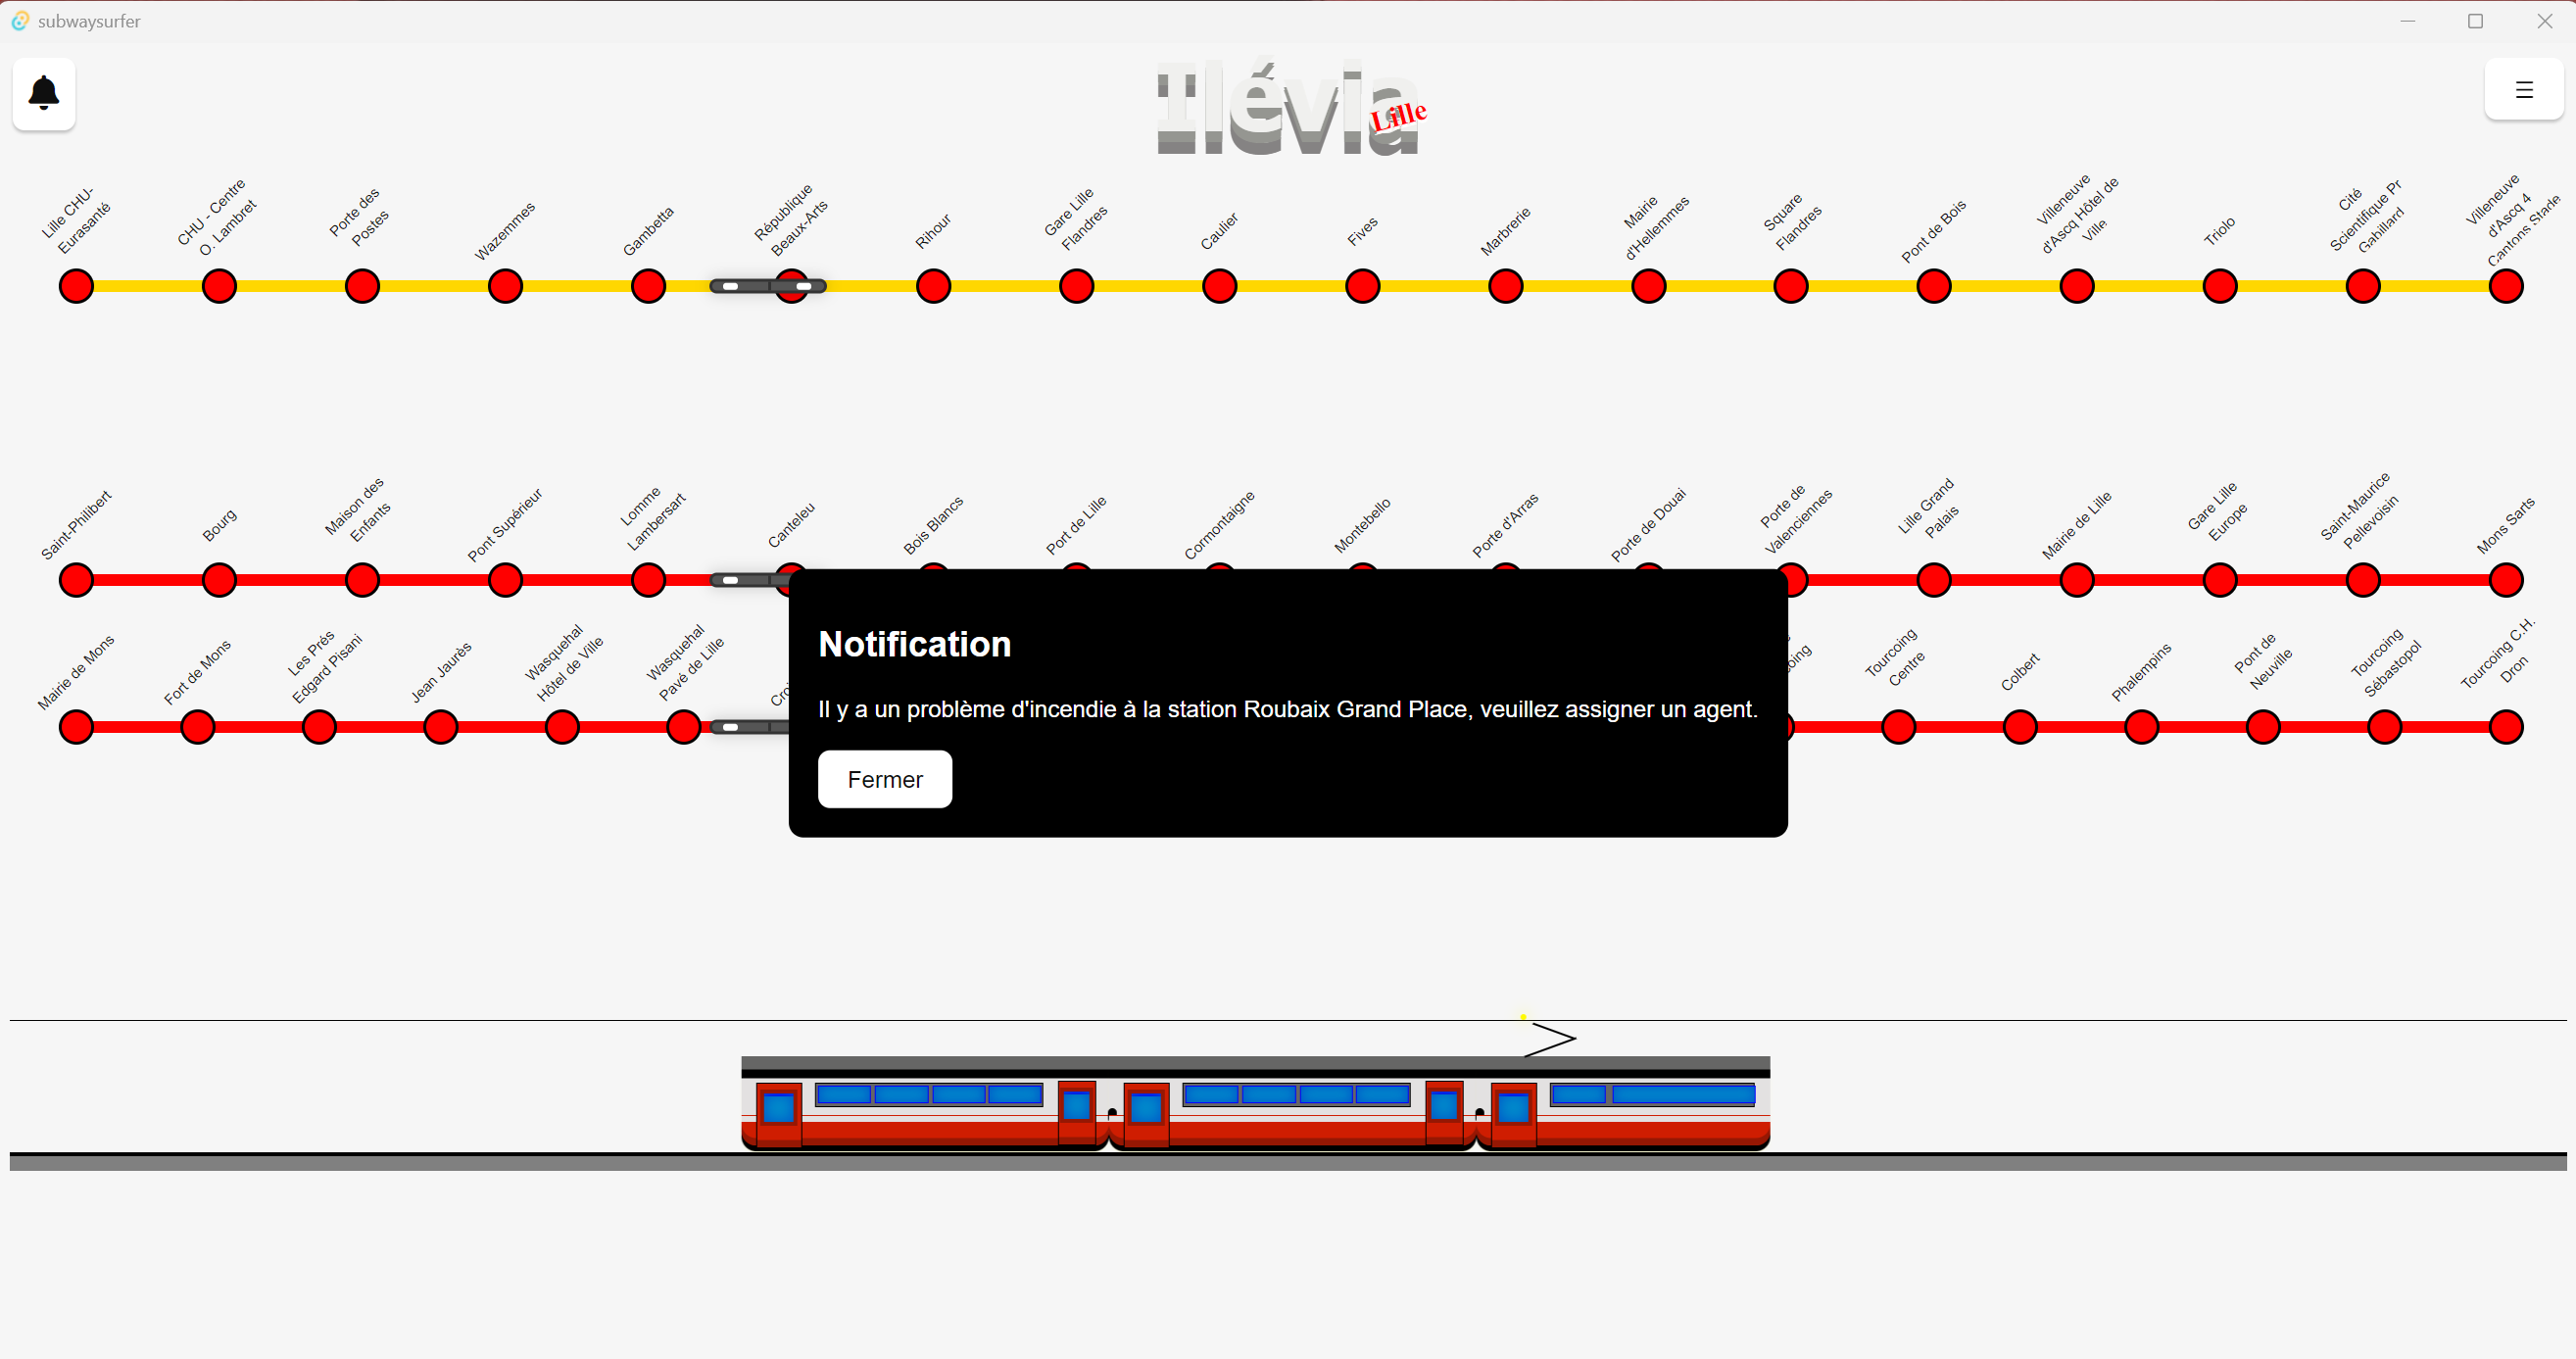 subwaysurfer
Ilévia
Lille
Lille CHU-
Eurasanté
CHU - Centre
O. Lambret
Porte des
Postes
Wazemmes
Gambetta
République
Beaux-Arts
Rihour
Gare Lille
Flandres
Caulier
Fives
Marbrerie
Mairie
d'Hellemmes
Square
Flandres
Pont de Bois
Villeneuve
d'Ascq Hôtel de
Ville
Triolo
Cité
Scientifique Pr
Gabillard
Villeneuve
d'Ascq 4
Cantons Stade
Saint-Philibert
Bourg
Maison des
Enfants
Pont Supérieur
Lomme
Lambersart
Canteleu
Bois Blancs
Port de Lille
Cormontaigne
Montebello
Porte d'Arras
Porte de Douai
Porte de
Valenciennes
Lille Grand
Palais
Mairie de Lille
Gare Lille
Europe
Saint-Maurice
Pellevoisin
Mons Sarts
Mairie de Mons
Fort de Mons
Les Prés
Edgard Pisani
Jean Jaurès
Wasquehal
Hôtel de Ville
Wasquehal
Pavé de Lille
Tourcoing
Centre
Colbert
Phalempins
Pont de
Neuville
Tourcoing
Sébastopol
Tourcoing C.H.
Dron
Notification
Il y a un problème d'incendie à la station Roubaix Grand Place, veuillez assigner un agent.
Fermer